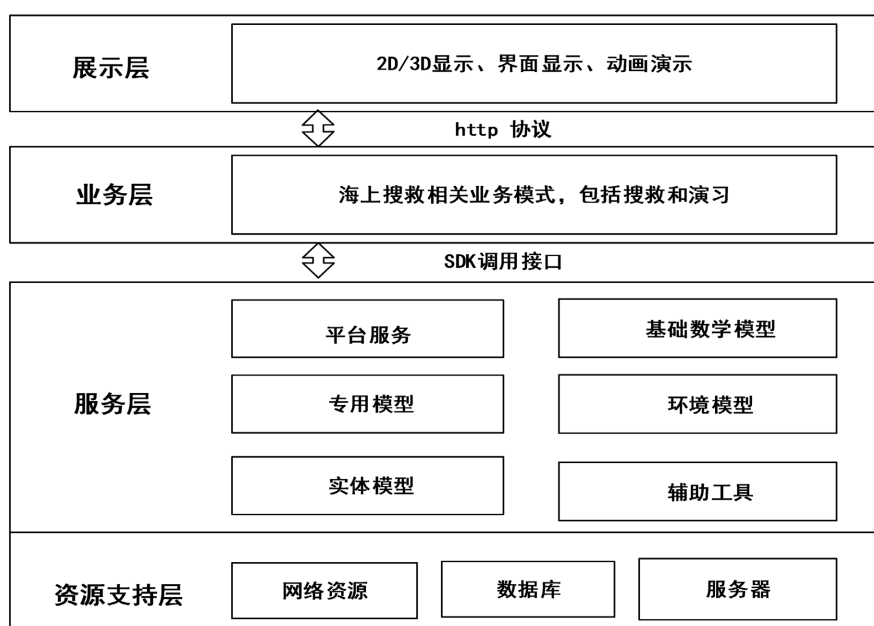 展示层
2D/3D显示、界面显示、动画演示
http 协议
业务层
海上搜救相关业务模式，包括搜救和演习
SDK调用接口
服务层
平台服务
基础数学模型
专用模型
环境模型
实体模型
辅助工具
资源支持层
网络资源
数据库
服务器